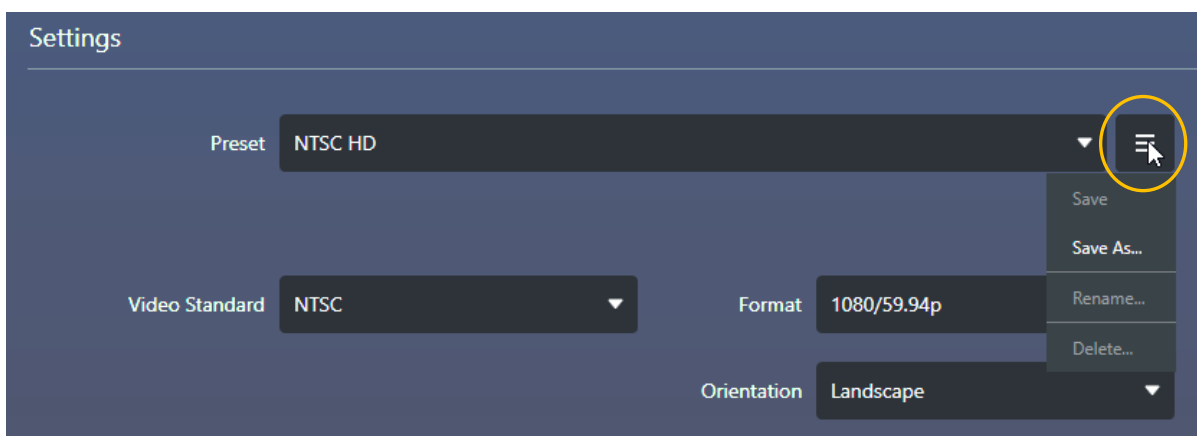 Settings
Preset NTSC HD
Save
Save As...
Video Standard NTSC Format 1080/59.94p
Rename...
Delete...
Orientation Landscape